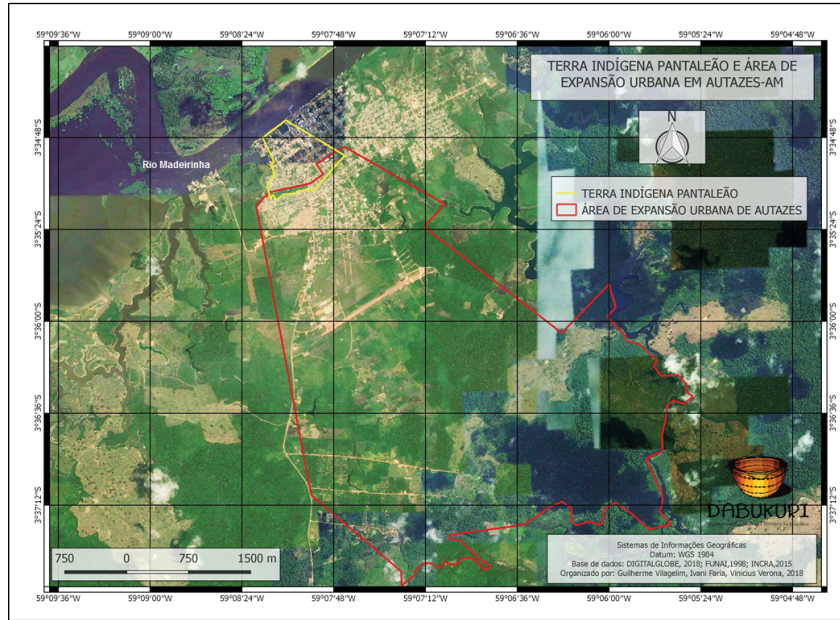 59°09'36"W 59°09'00"W 59°08'24"W 59°07'48"W 59°07'12"W 59°06'36"W 59°06'00"W 59°05'24"W 59°04'48"W
TERRA INDÍGENA PANTALEÃO E ÁREA DE
EXPANSÃO URBANA EM AUTAZES-AM
N
3°34'48"S 3°34'48"S
Rio Madeirinha
TERRA INDÍGENA PANTALEÃO
ÁREA DE EXPANSÃO URBANA DE AUTAZES
3°35'24"S 3°35'24"S
3°36'00"S 3°36'00"S
3°36'36"S 3°36'36"S
3°37'12"S 3°37'12"S
DABUKURI
Sistemas de Informações Geográficas
Datum: WGS 1984
Base de dados: DIGITALGLOBE, 2018; FUNAI,1998; INCRA,2015
Organizado por: Guilherme Vilagelim, Ivani Faria, Vinicius Verona, 2018
750 0 750 1500 m
59°09'36"W 59°09'00"W 59°08'24"W 59°07'48"W 59°07'12"W 59°06'36"W 59°06'00"W 59°05'24"W 59°04'48"W